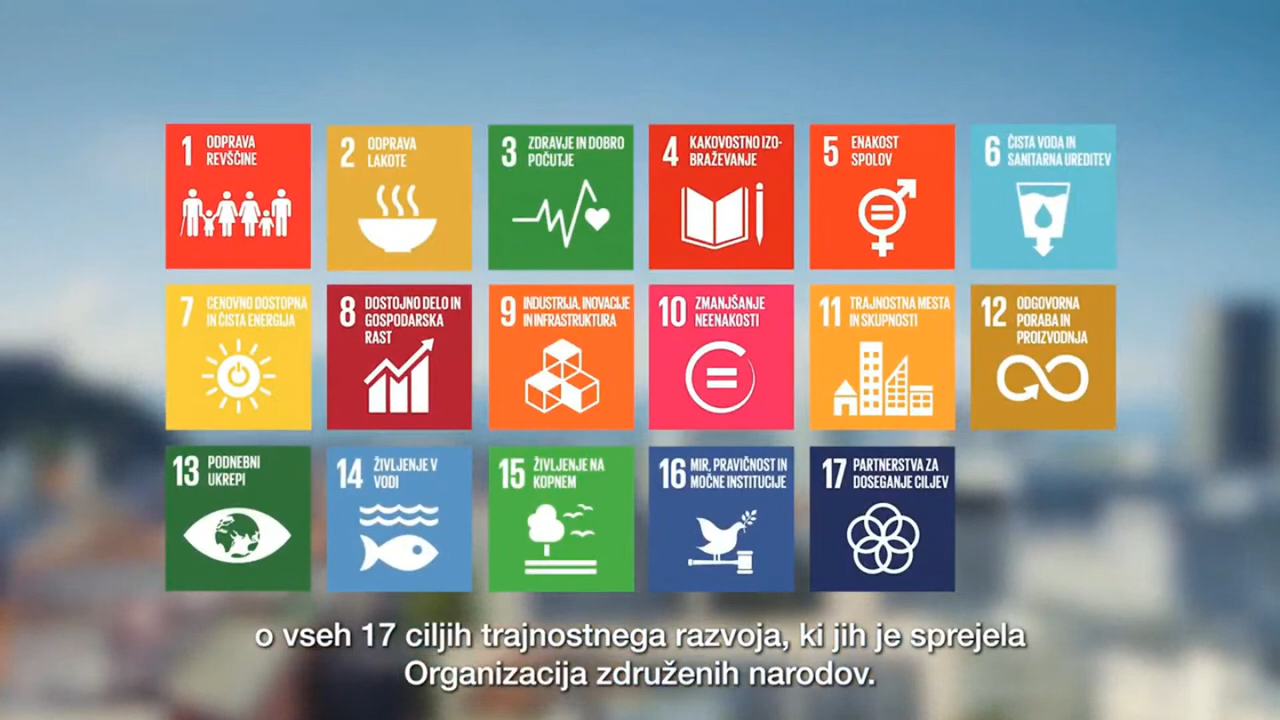 1 ODPRAVA
REVŠČINE
2 ODPRAVA
LAKOTE
3 ZDRAVJE IN DOBRO
POČUTJE
4 KAKOVOSTNO IZO-
BRAŽEVANJE
5 ENAKOST
SPOLOV
6 ČISTA VODA IN
SANITARNA UREDITEV
7 CENOVNO DOSTOPNA
IN ČISTA ENERGIJA
8 DOSTOJNO DELO IN
GOSPODARSKA
RAST
9 INDUSTRIJA, INOVACIJE
IN INFRASTRUKTURA
10 ZMANJŠANJE
NEENAKOSTI
11 TRAJNOSTNA MESTA
IN SKUPNOSTI
12 ODGOVORNA
PORABA IN
PROIZVODNJA
13 PODNEBNI
UKREPI
14 ŽIVLJENJE V
VODI
15 ŽIVLJENJE NA
KOPNEM
16 MIR, PRAVIČNOST IN
MOČNE INSTITUCIJE
17 PARTNERSTVA ZA
DOSEGANJE CILJEV
o vseh 17 ciljih trajnostnega razvoja, ki jih je sprejela
Organizacija združenih narodov.